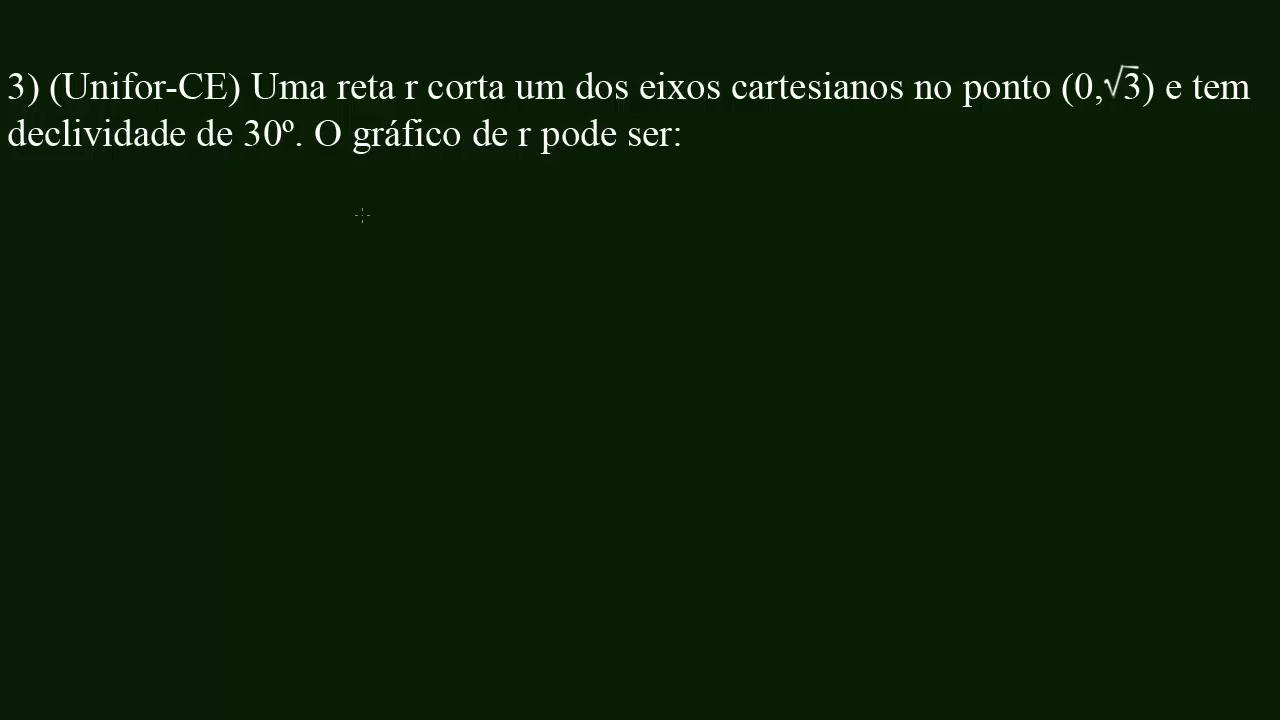 3) (Unifor-CE) Uma reta r corta um dos eixos cartesianos no ponto (0,√3) e tem
declividade de 30º. O gráfico de r pode ser: